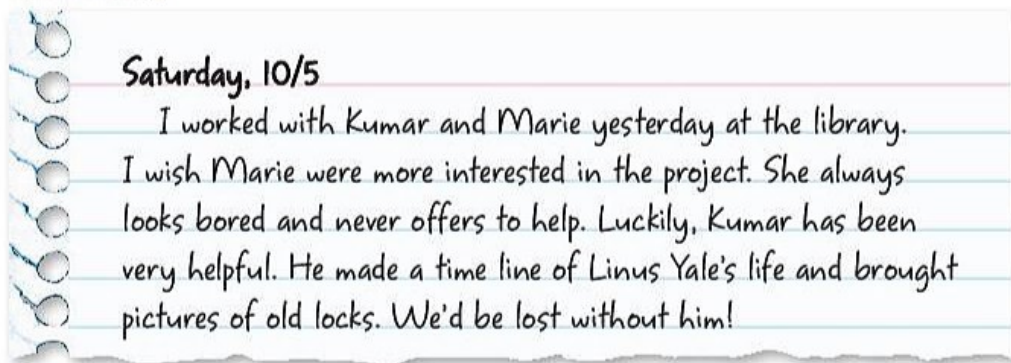 Saturday, 10/5
I worked with Kumar and Marie yesterday at the library.
I wish Marie were more interested in the project. She always
looks bored and never offers to help. Luckily, Kumar has been
very helpful. He made a time line of Linus Yale's life and brought
pictures of old locks. We'd be lost without him!